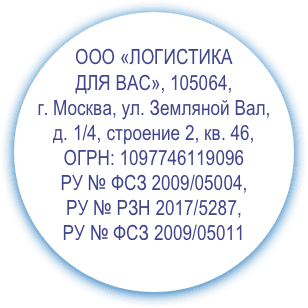 ООО «ЛОГИСТИКА
ДЛЯ ВАС», 105064,
г. Москва, ул. Земляной Вал,
д. 1/4, строение 2, кв. 46,
ОГРН: 1097746119096
РУ № ФСЗ 2009/05004,
РУ № РЗН 2017/5287,
РУ № ФСЗ 2009/05011